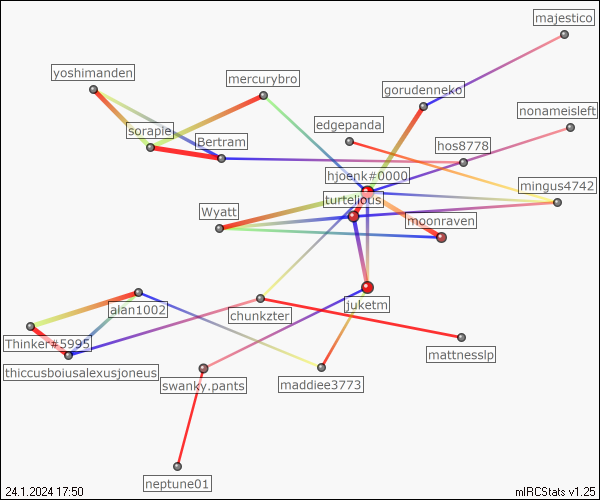 majestico
yoshimanden
mercurybro
gorudenneko
nonameisleft
edgepanda
sorapie
Bertram
hos8778
hjoenk#0000
mingus4742
turtelious
Wyatt
moonraven
juketm
alan1002
chunkzter
Thinker#5995
mattnesslp
thiccusboiusalexusjoneus
swanky.pants
maddiee3773
neptune01
24.1.2024 17:50
mIRCStats v1.25